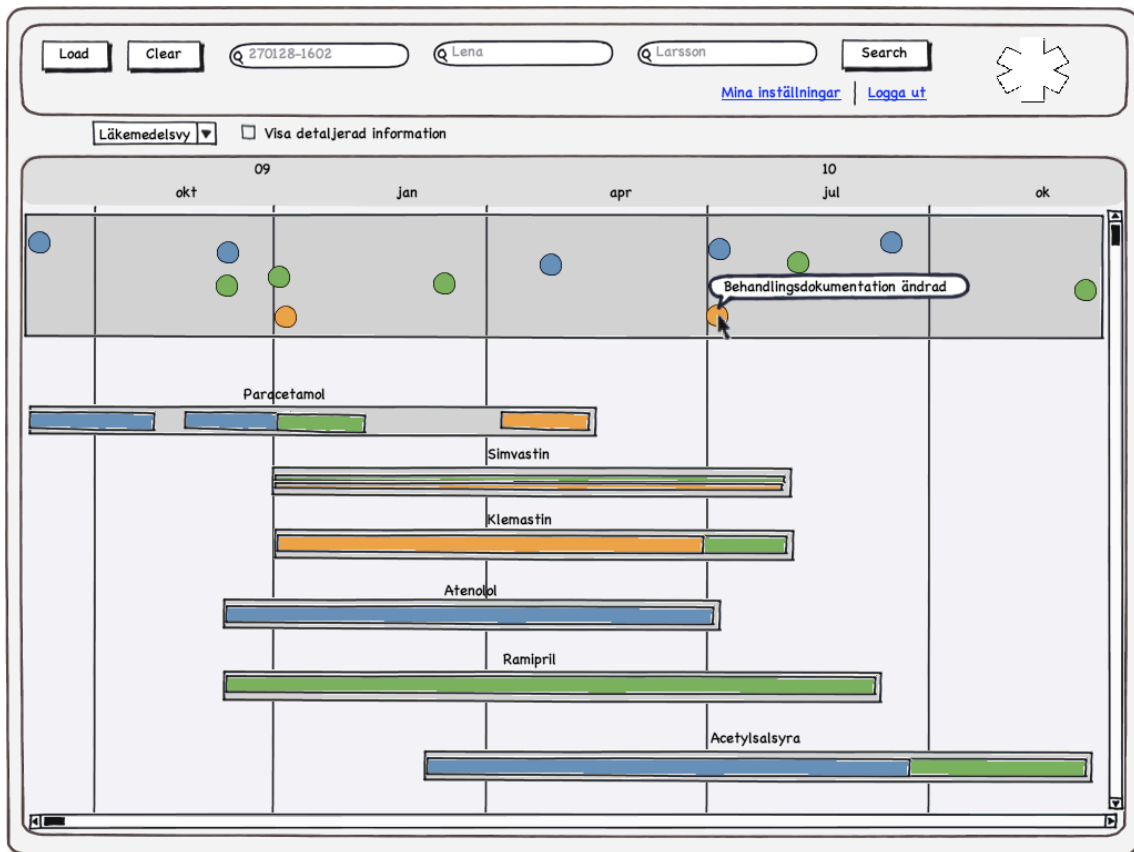 Load Clear 270128-1602 Lena Larsson Search
Mina inställningar Logga ut
Läkemedelsvy Visa detaljerad information
09 10
okt jan apr jul ok
Behandlingsdokumentation ändrad
Paracetamol
Simvastin
Klemastin
Atenolol
Ramipril
Acetylsalsyra